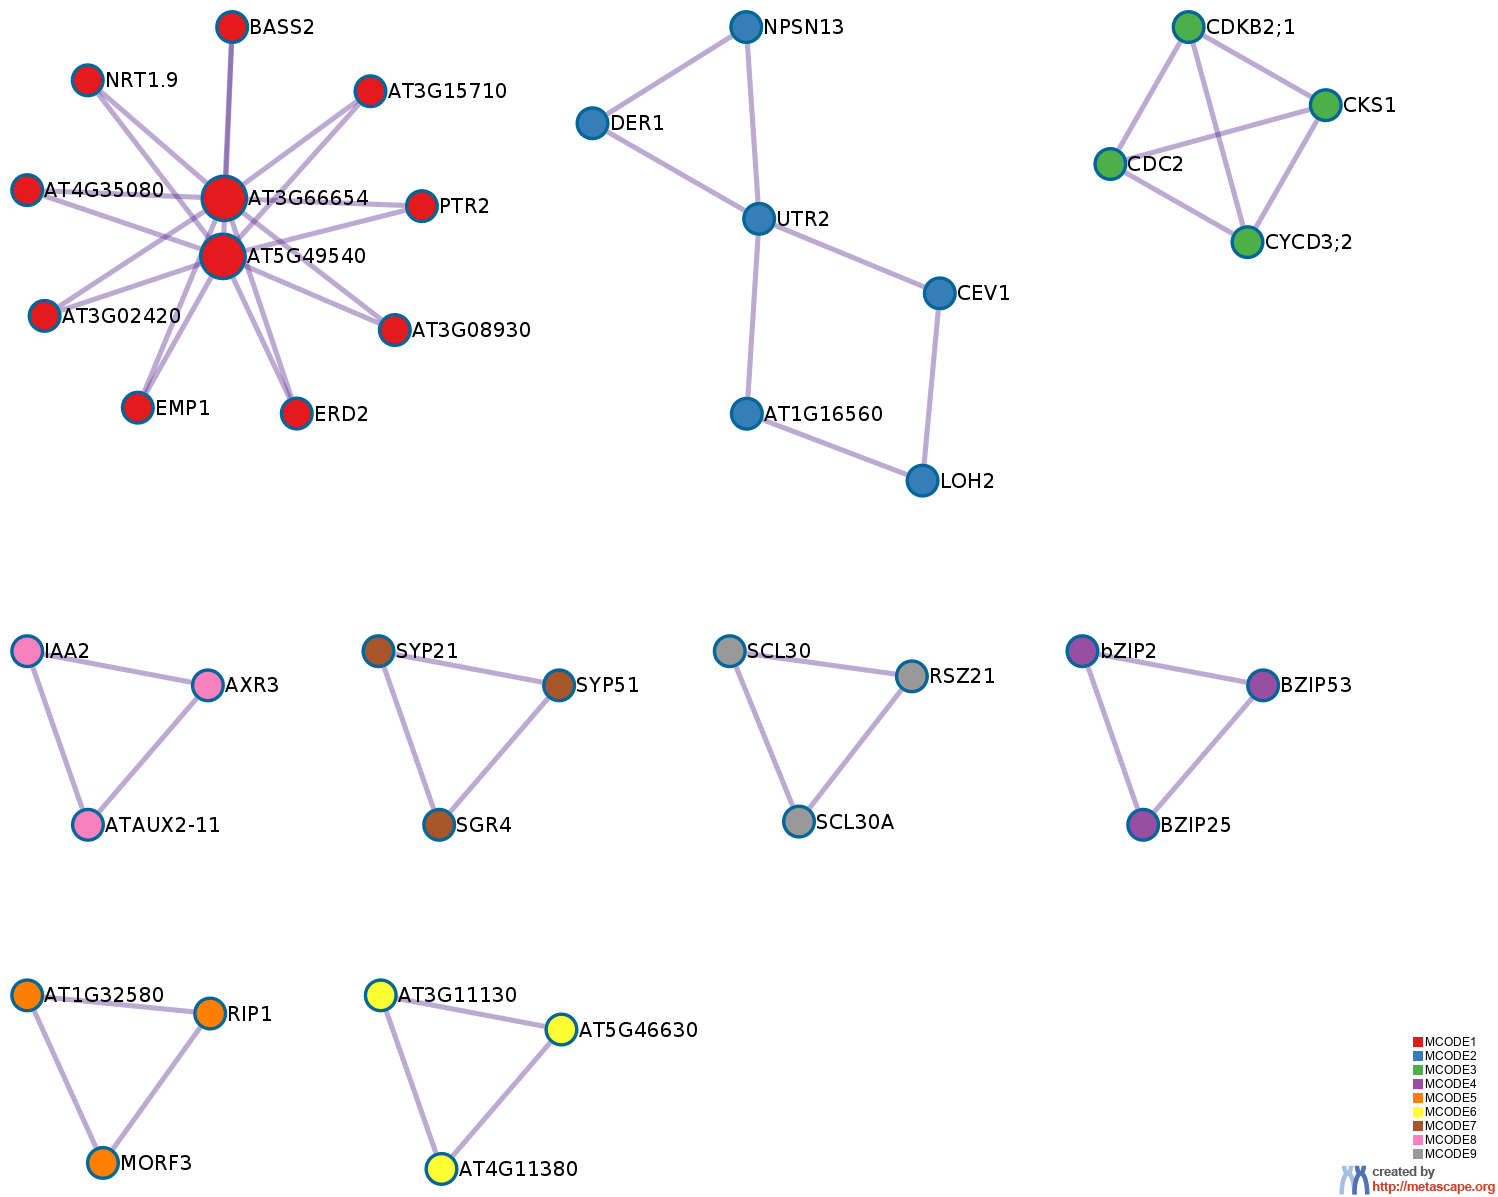 BASS2
NRT1.9
AT3G15710
AT4G35080
AT3G66654
PTR2
AT5G49540
AT3G02420
AT3G08930
EMP1
ERD2
NPSN13
DER1
UTR2
CEV1
AT1G16560
LOH2
CDKB2;1
CKS1
CDC2
CYCD3;2
IAA2
AXR3
ATAUX2-11
SYP21
SYP51
SGR4
SCL30
RSZ21
SCL30A
bZIP2
BZIP53
BZIP25
AT1G32580
RIP1
MORF3
AT3G11130
AT5G46630
AT4G11380
MCODE1
MCODE2
MCODE3
MCODE4
MCODE5
MCODE6
MCODE7
MCODE8
MCODE9
created by
http://metascape.org